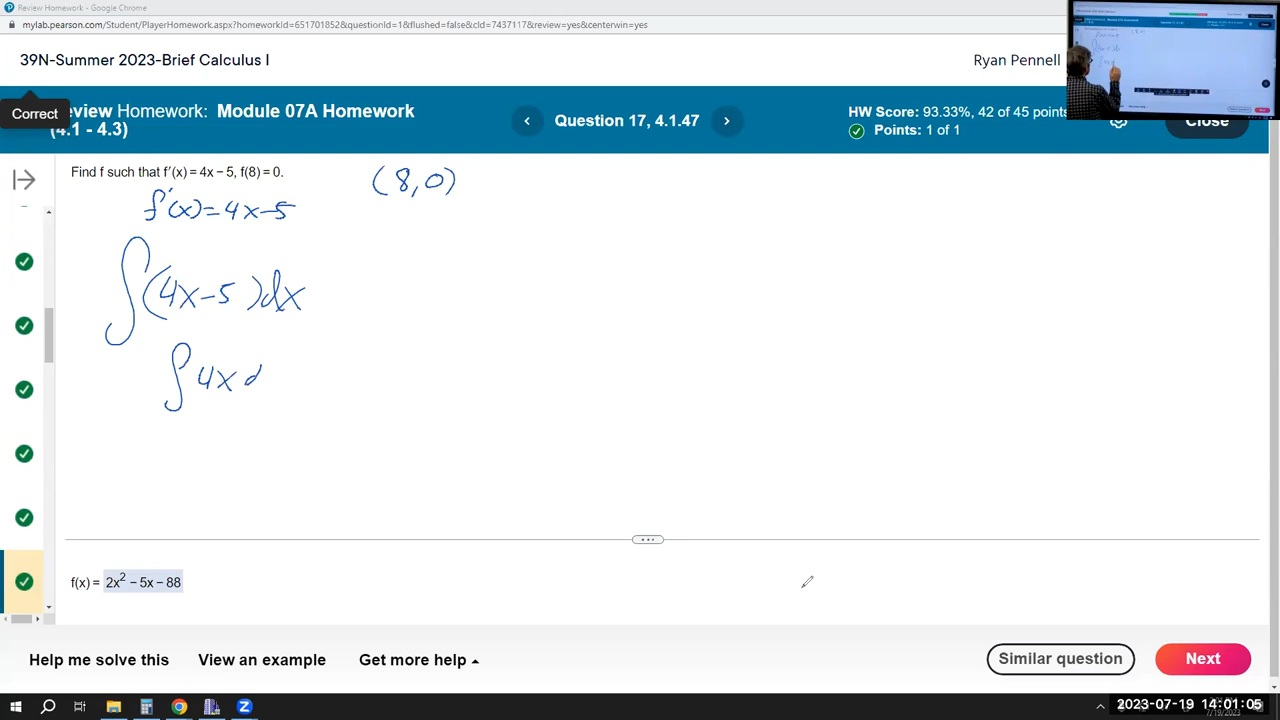 Review Homework - Google Chrome
mylab.pearson.com/Student/PlayerHomework.aspx?homeworkId=651701852&questionId=1&flushed=false&cId=7437117&review=yes&centerwin=yes
39N-Summer 2023-Brief Calculus I
Ryan Pennell
Correct
eview Homework: Module 07A Homework
(4.1 - 4.3)
Question 17, 4.1.47
HW Score: 93.33%, 42 of 45 points
Points: 1 of 1
Close
Find f such that f′(x) = 4x − 5, f(8) = 0.
(8,0)
f'(x)=4x-5
∫(4x-5)dx
∫4x d
f(x) = 2x² − 5x − 88
Help me solve this
View an example
Get more help
Similar question
Next
2023-07-19 14:01:05